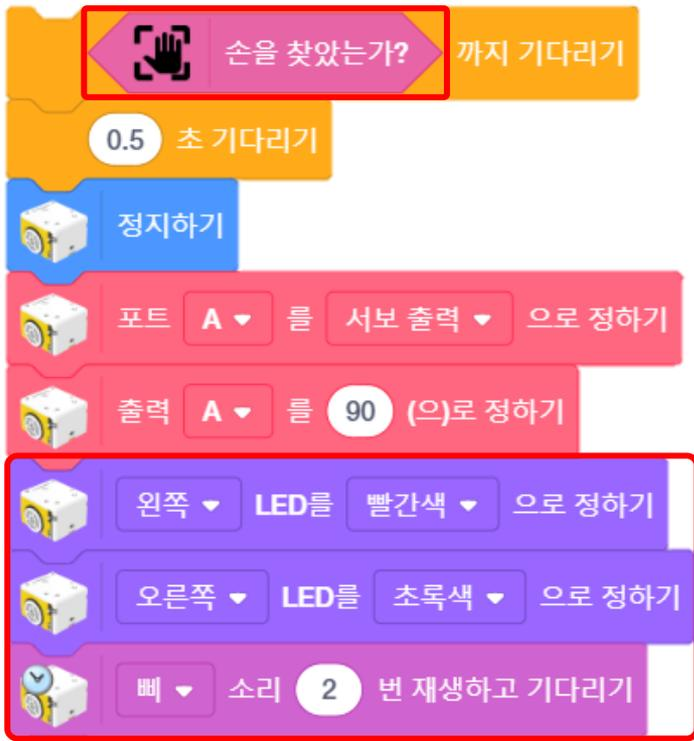 손을 찾았는가? 까지 기다리기
0.5 초 기다리기
정지하기
포트 A 를 서보 출력 으로 정하기
출력 A 를 90 (으)로 정하기
왼쪽 LED를 빨간색 으로 정하기
오른쪽 LED를 초록색 으로 정하기
삐 소리 2 번 재생하고 기다리기